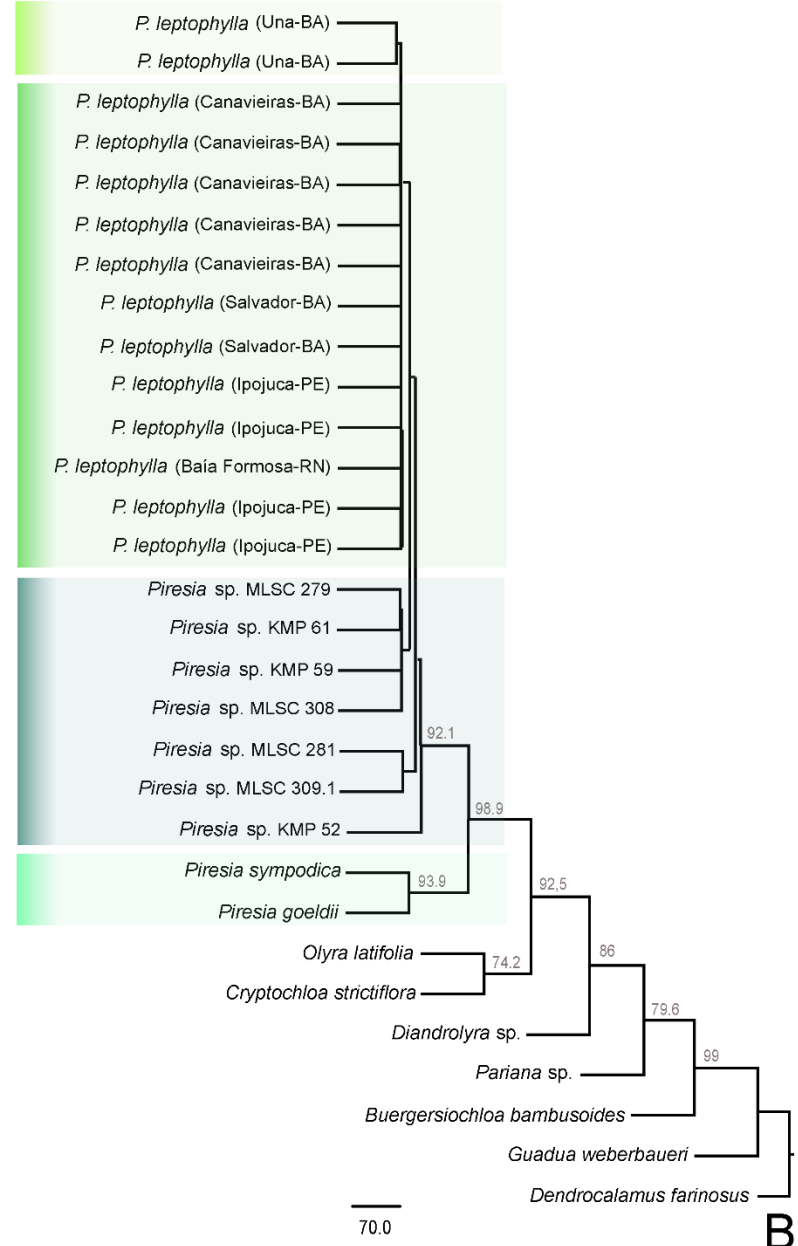 P. leptophylla (Una-BA)
P. leptophylla (Una-BA)
P. leptophylla (Canavieiras-BA)
P. leptophylla (Canavieiras-BA)
P. leptophylla (Canavieiras-BA)
P. leptophylla (Canavieiras-BA)
P. leptophylla (Canavieiras-BA)
P. leptophylla (Salvador-BA)
P. leptophylla (Salvador-BA)
P. leptophylla (Ipojuca-PE)
P. leptophylla (Ipojuca-PE)
P. leptophylla (Baía Formosa-RN)
P. leptophylla (Ipojuca-PE)
P. leptophylla (Ipojuca-PE)
Piresia sp. MLSC 279
Piresia sp. KMP 61
Piresia sp. KMP 59
Piresia sp. MLSC 308
92.1
Piresia sp. MLSC 281
Piresia sp. MLSC 309.1
98.9
Piresia sp. KMP 52
Piresia sympodica
93.9
92,5
Piresia goeldii
Olyra latifolia
86
74.2
Cryptochloa strictiflora
79.6
Diandrolyra sp.
99
Pariana sp.
Buergersiochloa bambusoides
Guadua weberbaueri
Dendrocalamus farinosus
70.0
B